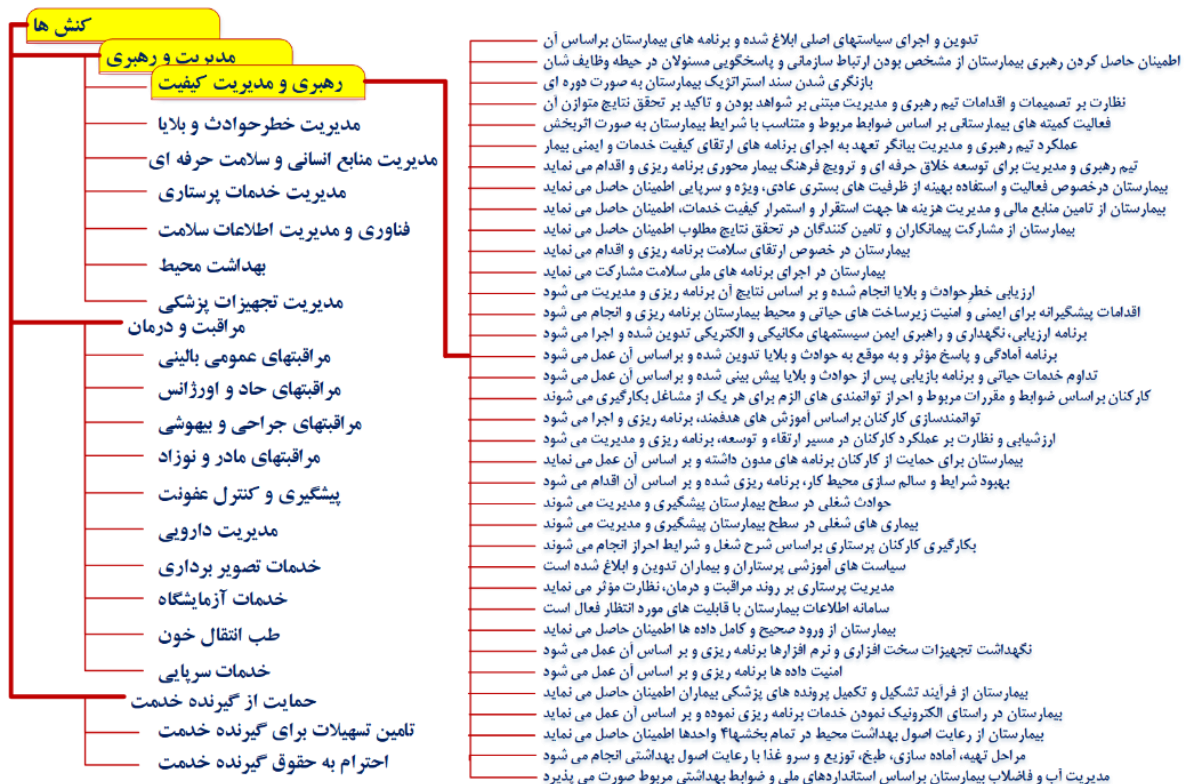 کنش ها
مدیریت و رهبری
رهبری و مدیریت کیفیت
مدیریت خطرحوادث و بلایا
مدیریت منابع انسانی و سلامت حرفه ای
مدیریت خدمات پرستاری
فناوری و مدیریت اطلاعات سلامت
بهداشت محیط
مدیریت تجهیزات پزشکی
مراقبت و درمان
مراقبتهای عمومی بالینی
مراقبتهای حاد و اورژانس
مراقبتهای جراحی و بیهوشی
مراقبتهای مادر و نوزاد
پیشگیری و کنترل عفونت
مدیریت دارویی
خدمات تصویر برداری
خدمات آزمایشگاه
طب انتقال خون
خدمات سرپایی
حمایت از گیرنده خدمت
تامین تسهیلات برای گیرنده خدمت
احترام به حقوق گیرنده خدمت
تدوین و اجرای سیاستهای اصلی ابلاغ شده و برنامه های بیمارستان براساس آن
اطمینان حاصل کردن رهبری بیمارستان از مشخص بودن ارتباط سازمانی و پاسخگویی مسئولان در حیطه وظایف شان
بازنگری شدن سند استراتژیک بیمارستان به صورت دوره ای
نظارت بر تصمیمات و اقدامات تیم رهبری و مدیریت مبتنی بر شواهد بودن و تاکید بر تحقق نتایج متوازن آن
فعالیت کمیته های بیمارستانی بر اساس ضوابط مربوط و متناسب با شرایط بیمارستان به صورت اثربخش
عملکرد تیم رهبری و مدیریت بیانگر تعهد به اجرای برنامه های ارتقای کیفیت خدمات و ایمنی بیمار
تیم رهبری و مدیریت برای توسعه خلاق حرفه ای و ترویج فرهنگ بیمار محوری برنامه ریزی و اقدام می نماید
بیمارستان درخصوص فعالیت و استفاده بهینه از ظرفیت های بستری عادی، ویژه و سرپایی اطمینان حاصل می نماید
بیمارستان از تامین منابع مالی و مدیریت هزینه ها جهت استقرار و استمرار کیفیت خدمات، اطمینان حاصل می نماید
بیمارستان از مشارکت پیمانکاران و تامین کنندگان در تحقق نتایج مطلوب اطمینان حاصل می نماید
بیمارستان در خصوص ارتقای سلامت برنامه ریزی و اقدام می نماید
بیمارستان در اجرای برنامه های ملی سلامت مشارکت می نماید
ارزیابی خطرحوادث و بلایا انجام شده و بر اساس نتایج آن برنامه ریزی و مدیریت می شود
اقدامات پیشگیرانه برای ایمنی و امنیت زیرساخت های حیاتی و محیط بیمارستان برنامه ریزی و انجام می شود
برنامه ارزیابی، نگهداری و راهبری ایمن سیستمهای مکانیکی و الکتریکی تدوین شده و اجرا می شود
برنامه آمادگی و پاسخ مؤثر و به موقع به حوادث و بلایا تدوین شده و براساس آن عمل می شود
تداوم خدمات حیاتی و برنامه بازیابی پس از حوادث و بلایا پیش بینی شده و بر اساس آن عمل می شود
کارکنان براساس ضوابط و مقررات مربوط و احراز توانمندی های الزم برای هر یک از مشاغل بکارگیری می شوند
توانمندسازی کارکنان براساس آموزش های هدفمند، برنامه ریزی و اجرا می شود
ارزشیابی و نظارت بر عملکرد کارکنان در مسیر ارتقاء و توسعه، برنامه ریزی و مدیریت می شود
بیمارستان برای حمایت از کارکنان برنامه های مدون داشته و بر اساس آن عمل می نماید
بهبود شرایط و سالم سازی محیط کار، برنامه ریزی شده و بر اساس آن اقدام می شود
حوادث شغلی در سطح بیمارستان پیشگیری و مدیریت می شوند
بیماری های شغلی در سطح بیمارستان پیشگیری و مدیریت می شوند
بکارگیری کارکنان پرستاری براساس شرح شغل و شرایط احراز انجام می شوند
سیاست های آموزشی پرستاران و بیماران تدوین و ابلاغ شده است
مدیریت پرستاری بر روند مراقبت و درمان، نظارت مؤثر می نماید
سامانه اطلاعات بیمارستان با قابلیت های مورد انتظار فعال است
بیمارستان از ورود صحیح و کامل داده ها اطمینان حاصل می نماید
نگهداشت تجهیزات سخت افزاری و نرم افزارها برنامه ریزی و بر اساس آن عمل می شود
امنیت داده ها برنامه ریزی و بر اساس آن عمل می شود
بیمارستان از فرآیند تشکیل و تکمیل پرونده های پزشکی بیماران اطمینان حاصل می نماید
بیمارستان در راستای الکترونیک نمودن خدمات برنامه ریزی نموده و بر اساس آن عمل می نماید
بیمارستان از رعایت اصول بهداشت محیط در تمام بخشها۴ واحدها اطمینان حاصل می نماید
مراحل تهیه، آماده سازی، طبخ، توزیع و سرو غذا با رعایت اصول بهداشتی انجام می شود
مدیریت آب و فاضلاب بیمارستان براساس استانداردهای ملی و ضوابط بهداشتی مربوط صورت می پذیرد